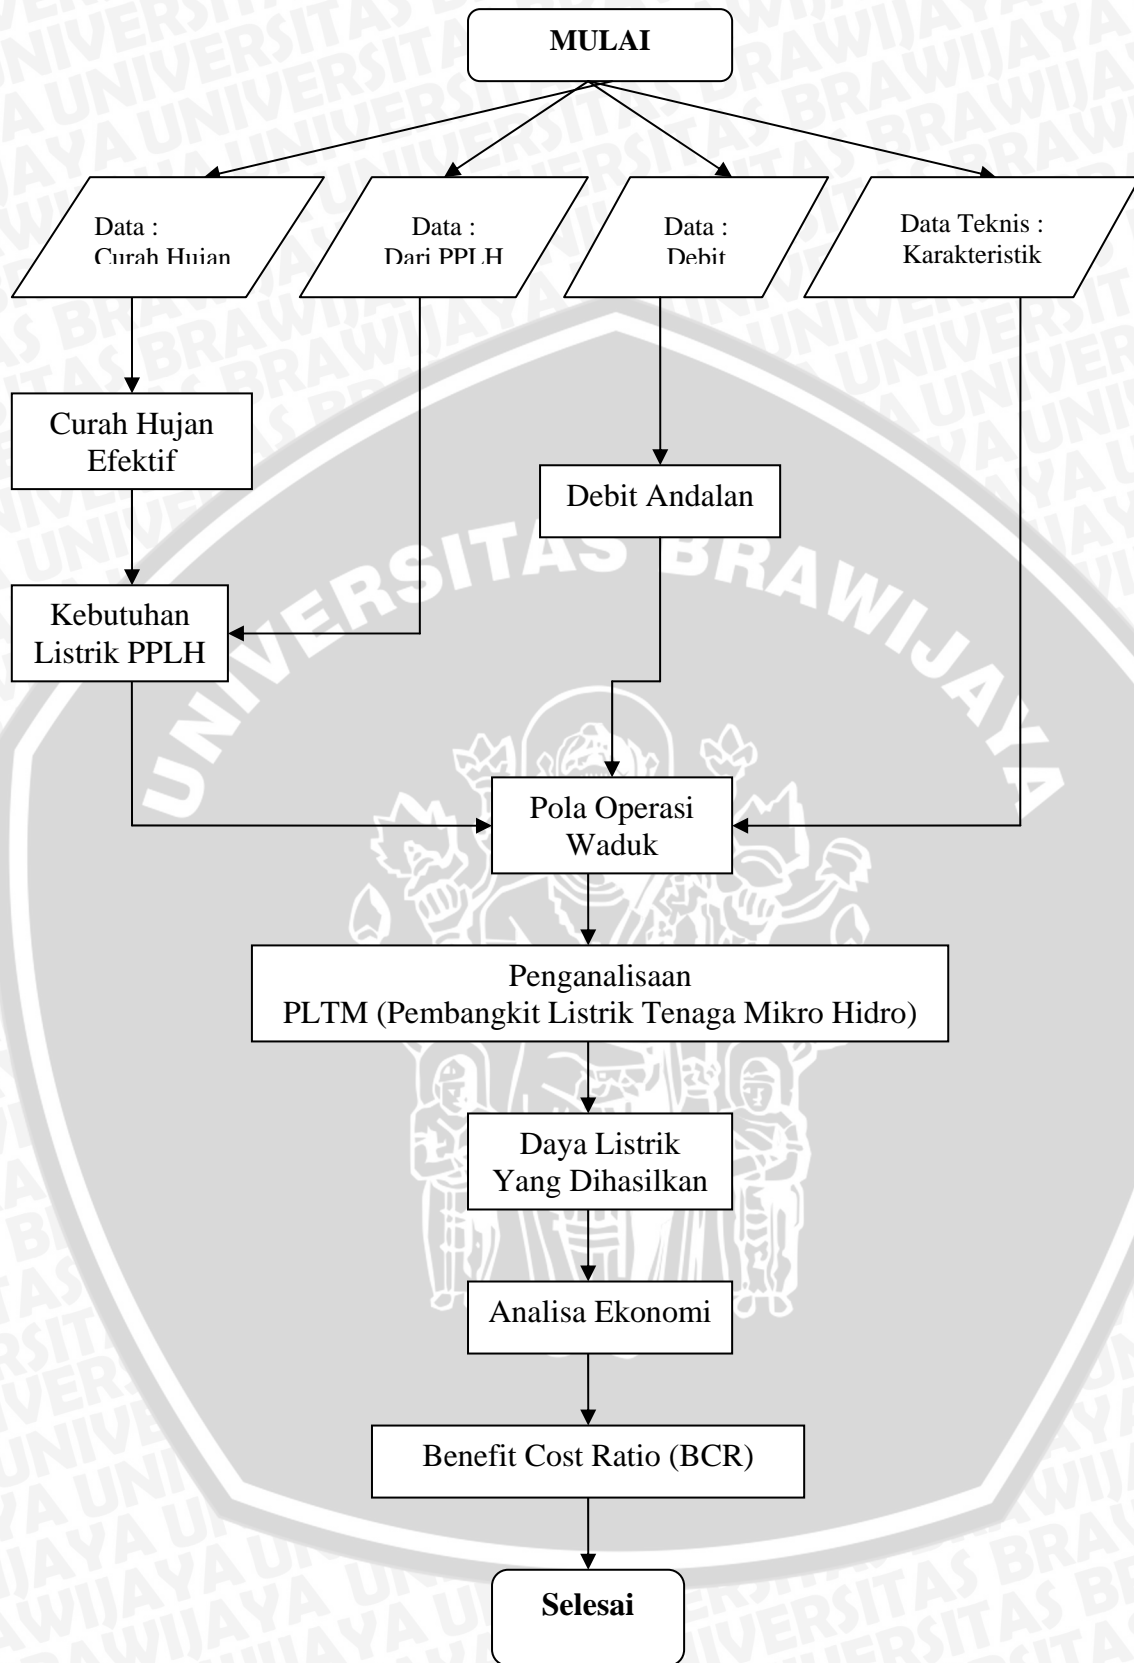 MULAI
Data :
Curah Hujan
Data :
Dari PPLH
Data :
Debit
Data Teknis :
Karakteristik
Curah Hujan
Efektif
Debit Andalan
Kebutuhan
Listrik PPLH
Pola Operasi
Waduk
Penganalisaan
PLTM (Pembangkit Listrik Tenaga Mikro Hidro)
Daya Listrik
Yang Dihasilkan
Analisa Ekonomi
Benefit Cost Ratio (BCR)
Selesai
UNIVERSITAS BRAWIJAYA